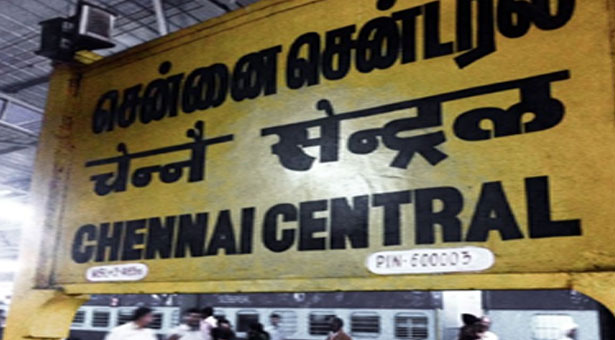 சென்னை சென்ட்ரல்
चेन्नै सेन्ट्रल
CHENNAI CENTRAL
PIN-600003